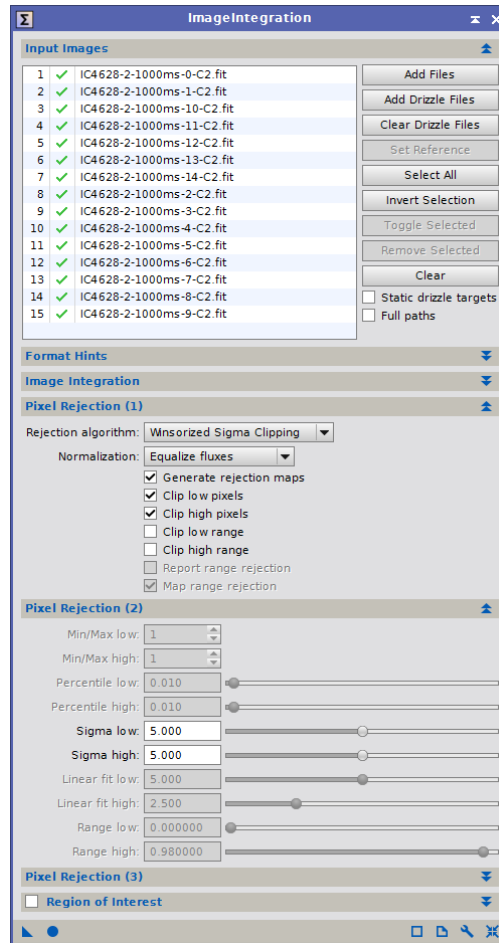 ImageIntegration
Input Images
1 IC4628-2-1000ms-0-C2.fit
2 IC4628-2-1000ms-1-C2.fit
3 IC4628-2-1000ms-10-C2.fit
4 IC4628-2-1000ms-11-C2.fit
5 IC4628-2-1000ms-12-C2.fit
6 IC4628-2-1000ms-13-C2.fit
7 IC4628-2-1000ms-14-C2.fit
8 IC4628-2-1000ms-2-C2.fit
9 IC4628-2-1000ms-3-C2.fit
10 IC4628-2-1000ms-4-C2.fit
11 IC4628-2-1000ms-5-C2.fit
12 IC4628-2-1000ms-6-C2.fit
13 IC4628-2-1000ms-7-C2.fit
14 IC4628-2-1000ms-8-C2.fit
15 IC4628-2-1000ms-9-C2.fit
Add Files
Add Drizzle Files
Clear Drizzle Files
Set Reference
Select All
Invert Selection
Toggle Selected
Remove Selected
Clear
Static drizzle targets
Full paths
Format Hints
Image Integration
Pixel Rejection (1)
Rejection algorithm: Winsorized Sigma Clipping
Normalization: Equalize fluxes
Generate rejection maps
Clip low pixels
Clip high pixels
Clip low range
Clip high range
Report range rejection
Map range rejection
Pixel Rejection (2)
Min/Max low: 1
Min/Max high: 1
Percentile low: 0.010
Percentile high: 0.010
Sigma low: 5.000
Sigma high: 5.000
Linear fit low: 5.000
Linear fit high: 2.500
Range low: 0.000000
Range high: 0.980000
Pixel Rejection (3)
Region of Interest